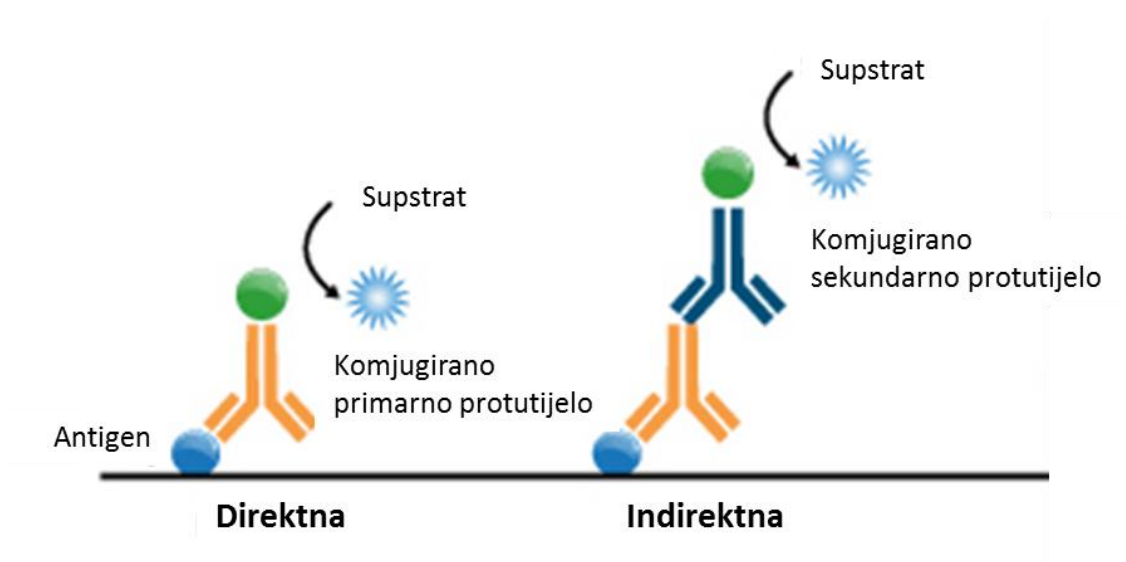 Supstrat
Supstrat
Komjugirano
sekundarno protutijelo
Komjugirano
primarno protutijelo
Antigen
Direktna
Indirektna